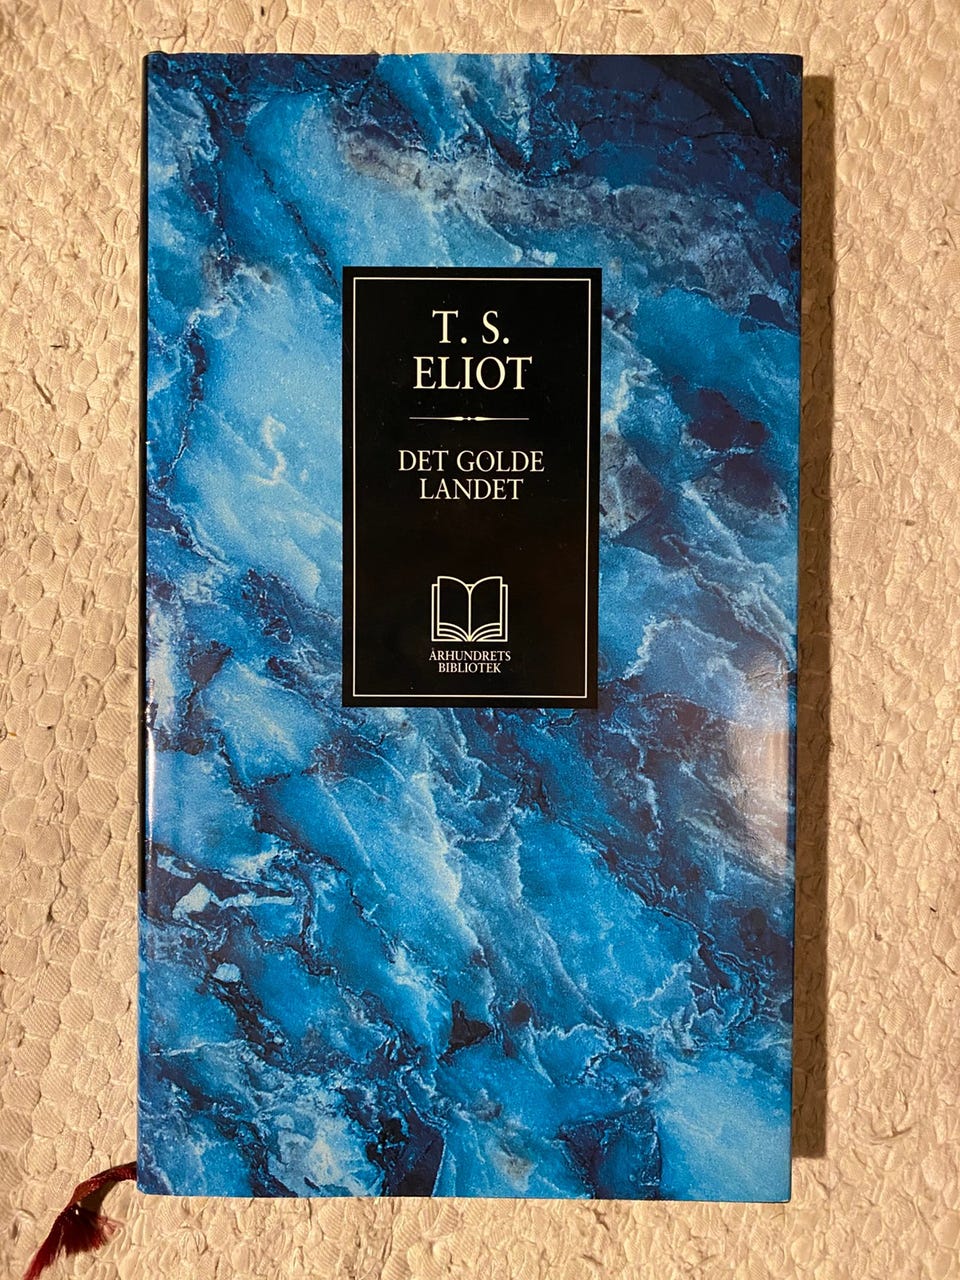 T. S.
ELIOT
DET GOLDE
LANDET
ÅRHUNDRETS
BIBLIOTEK